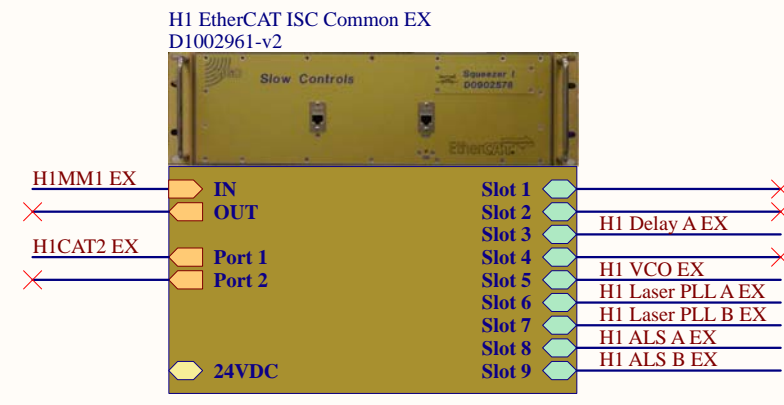 H1 EtherCAT ISC Common EX
D1002961-v2
Slow Controls
Squeezer I
D0902578
EtherCAT
H1MM1 EX
IN
OUT
H1CAT2 EX
Port 1
Port 2
24VDC
Slot 1
Slot 2
Slot 3
H1 Delay A EX
Slot 4
Slot 5
H1 VCO EX
Slot 6
H1 Laser PLL A EX
Slot 7
H1 Laser PLL B EX
Slot 8
H1 ALS A EX
Slot 9
H1 ALS B EX